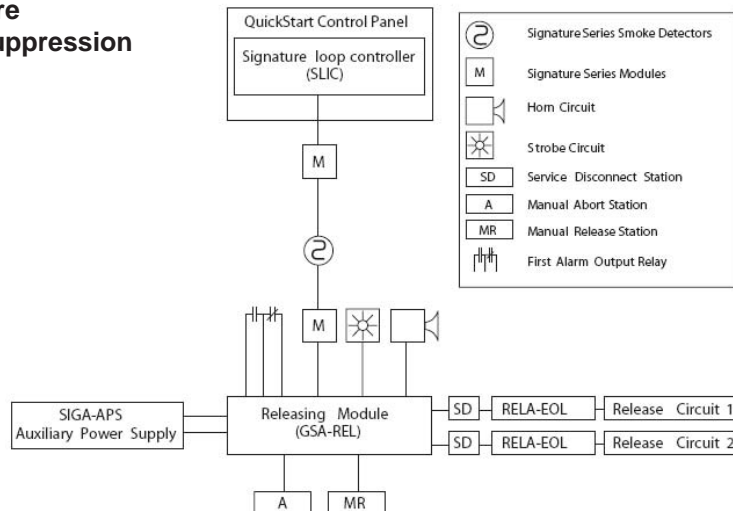 re
uppression
QuickStart Control Panel
Signature loop controller
(SLIC)
M
M
SIGA-APS
Auxiliary Power Supply
Releasing Module
(GSA-REL)
SD
RELA-EOL
Release Circuit 1
SD
RELA-EOL
Release Circuit 2
A
MR
Signature Series Smoke Detectors
M
Signature Series Modules
Horn Circuit
Strobe Circuit
SD
Service Disconnect Station
A
Manual Abort Station
MR
Manual Release Station
First Alarm Output Relay